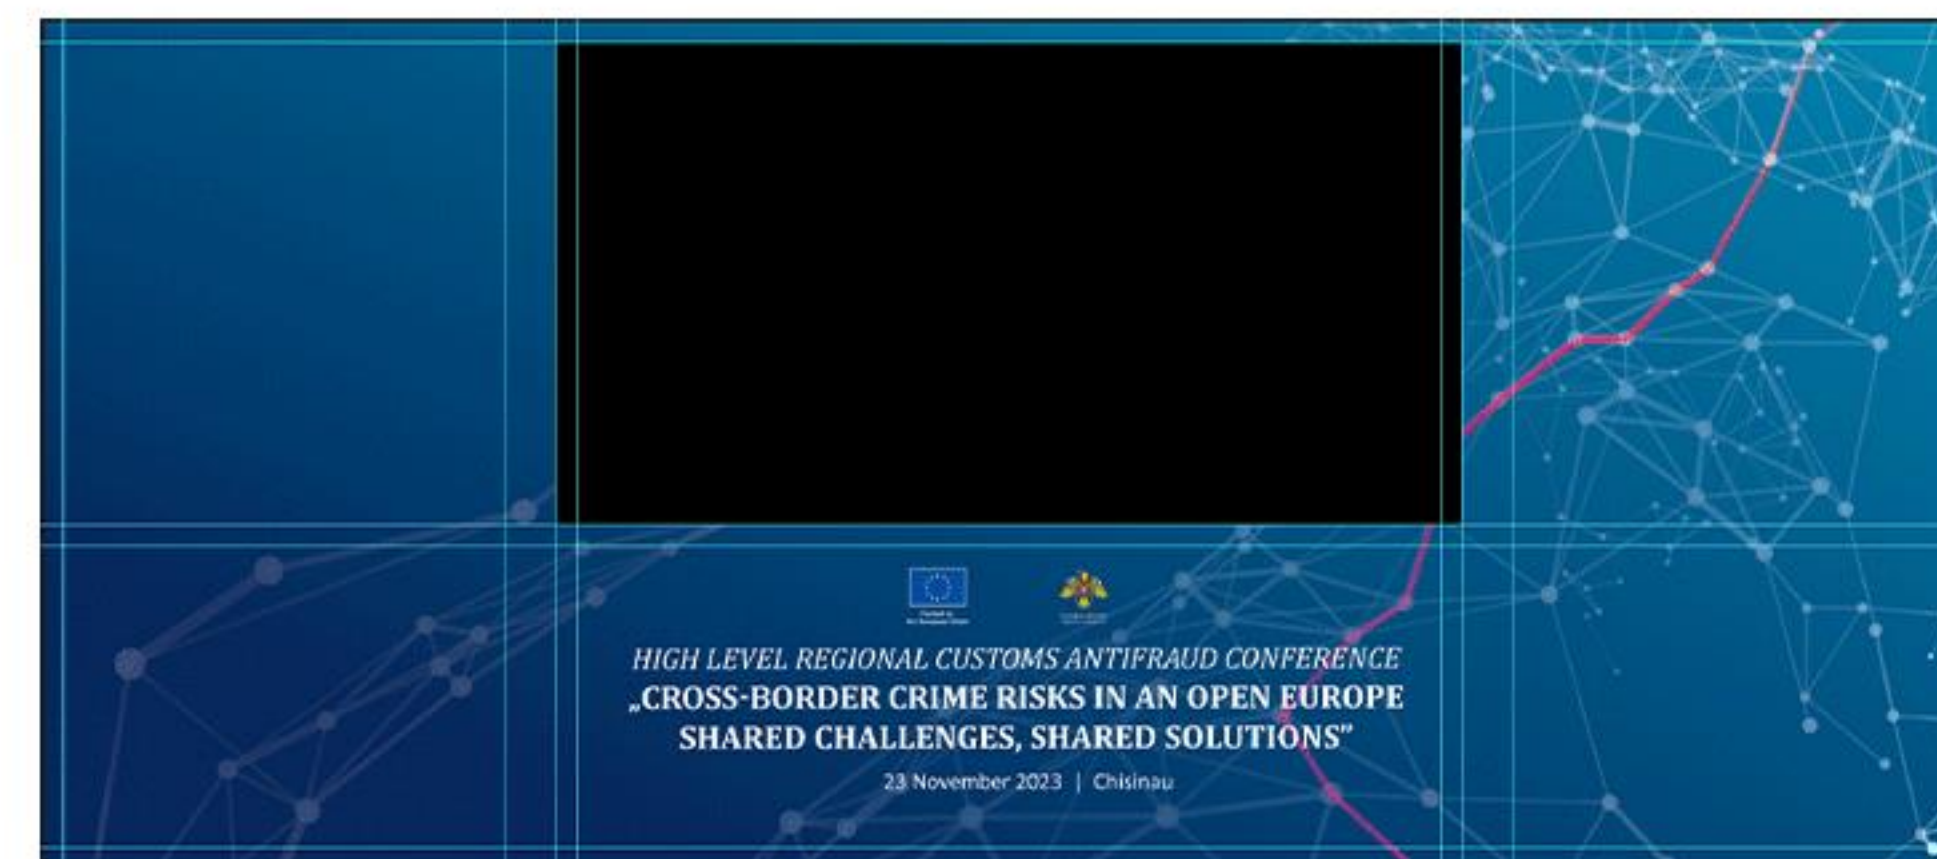 HIGH LEVEL REGIONAL CUSTOMS ANTIFRAUD CONFERENCE
„CROSS-BORDER CRIME RISKS IN AN OPEN EUROPE
SHARED CHALLENGES, SHARED SOLUTIONS”
23 November 2023 | Chisinau